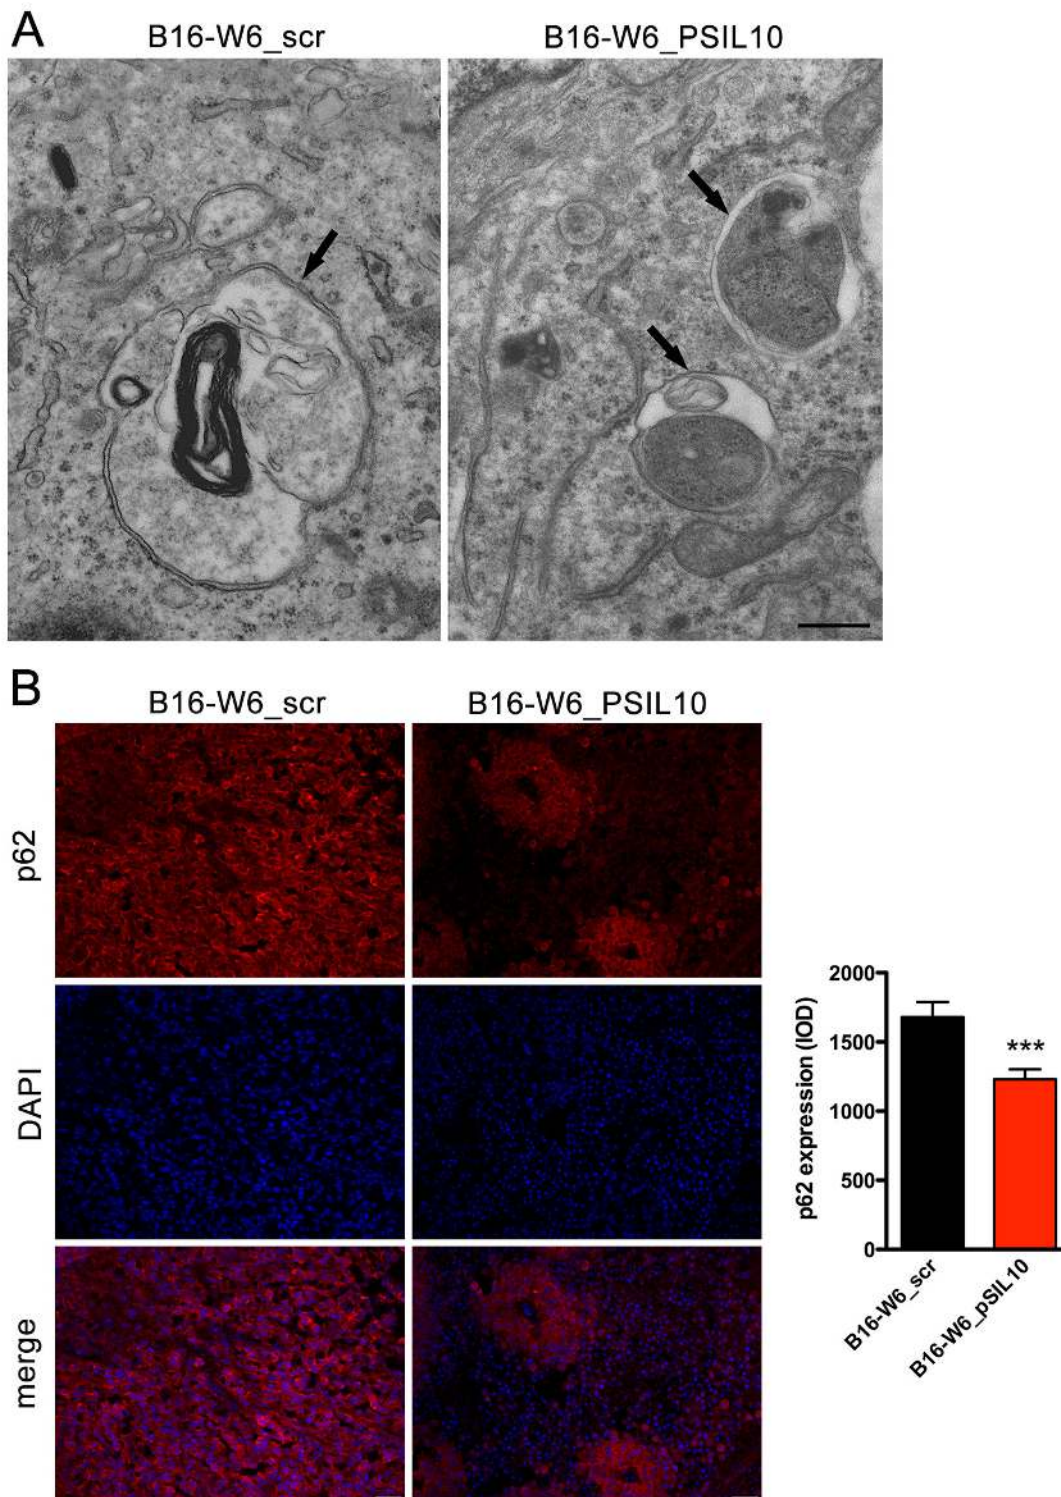 A
B16-W6_scr
B16-W6_PSIL10
B
B16-W6_scr
B16-W6_PSIL10
p62
DAPI
merge
p62 expression (IOD)
2000
1500
1000
500
0
***
B16-W6_scr
B16-W6_pSIL10